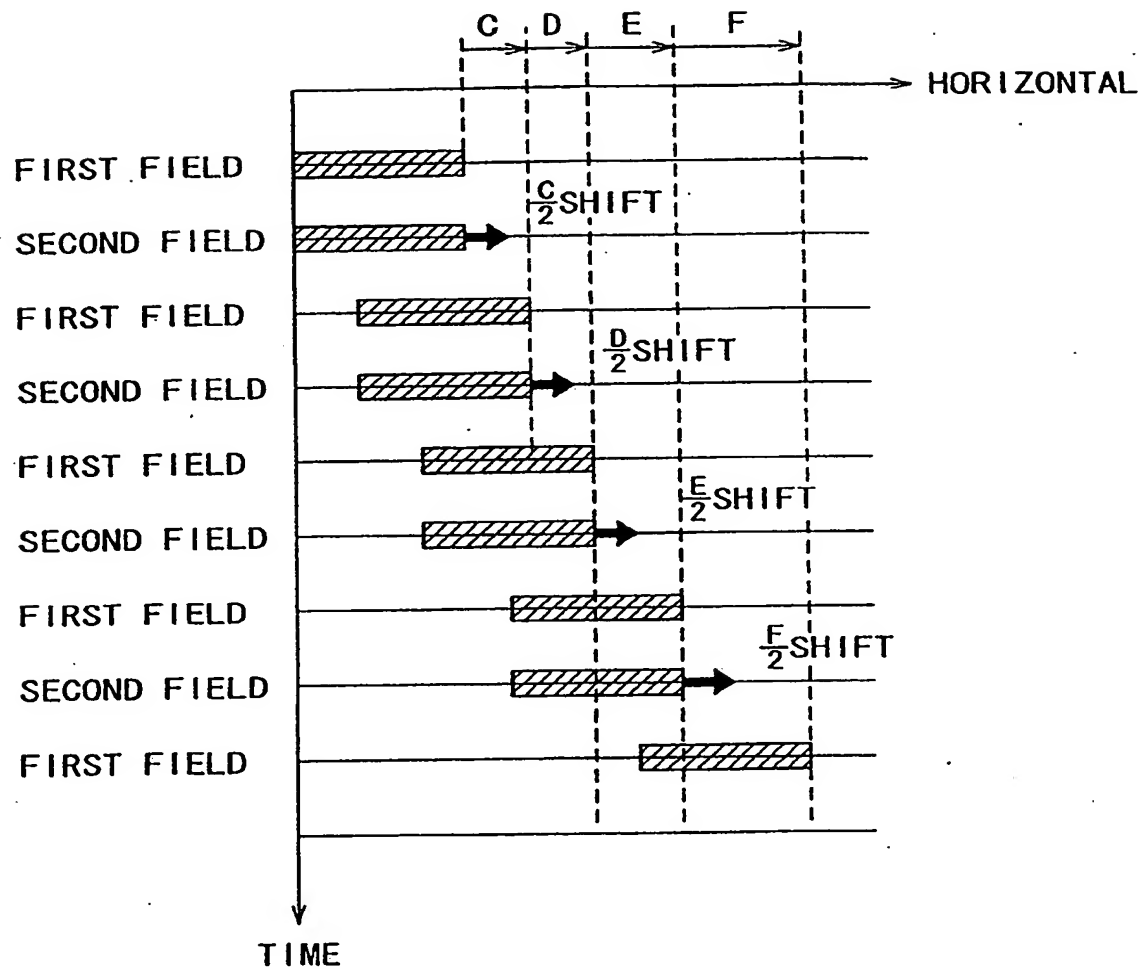 C D E F
HORIZONTAL
FIRST FIELD
C/2 SHIFT
SECOND FIELD
FIRST FIELD
D/2 SHIFT
SECOND FIELD
FIRST FIELD
E/2 SHIFT
SECOND FIELD
FIRST FIELD
F/2 SHIFT
SECOND FIELD
FIRST FIELD
TIME